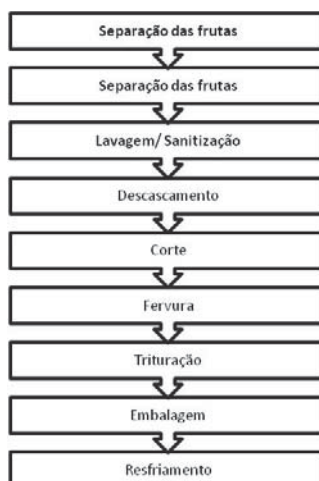 Separação das frutas
Separação das frutas
Lavagem/ Sanitização
Descascamento
Corte
Fervura
Trituração
Embalagem
Resfriamento